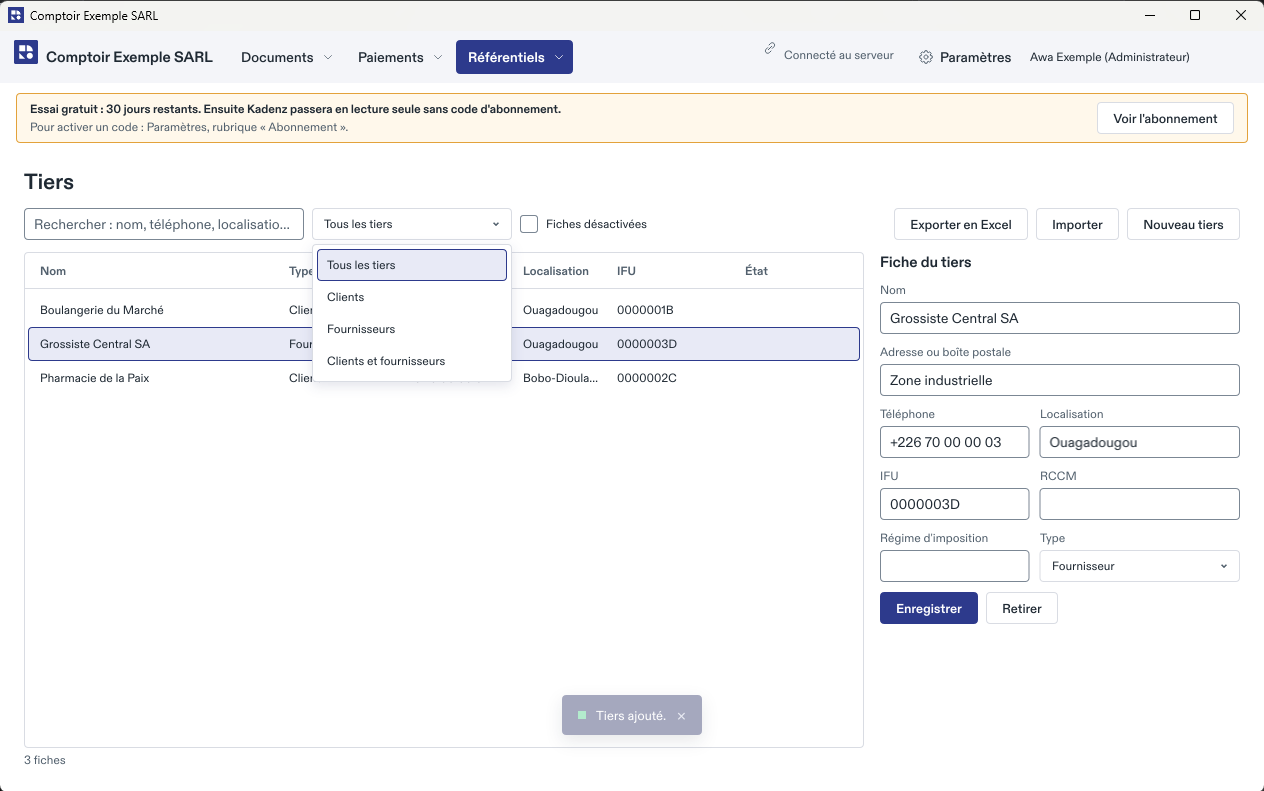 Comptoir Exemple SARL
Comptoir Exemple SARL Documents Paiements Référentiels Connecté au serveur Paramètres Awa Exemple (Administrateur)
Essai gratuit : 30 jours restants. Ensuite Kadenz passera en lecture seule sans code d'abonnement.
Pour activer un code : Paramètres, rubrique « Abonnement ».
Voir l'abonnement
Tiers
Rechercher : nom, téléphone, localisatio... Tous les tiers Fiches désactivées Exporter en Excel Importer Nouveau tiers
Nom Type Localisation IFU État
Boulangerie du Marché Clien Ouagadougou 0000001B
Grossiste Central SA Four Ouagadougou 0000003D
Pharmacie de la Paix Clien Bobo-Dioula... 0000002C
Tous les tiers
Clients
Fournisseurs
Clients et fournisseurs
Fiche du tiers
Nom
Grossiste Central SA
Adresse ou boîte postale
Zone industrielle
Téléphone Localisation
+226 70 00 00 03 Ouagadougou
IFU RCCM
0000003D
Régime d'imposition Type
Fournisseur
Enregistrer Retirer
Tiers ajouté.
3 fiches